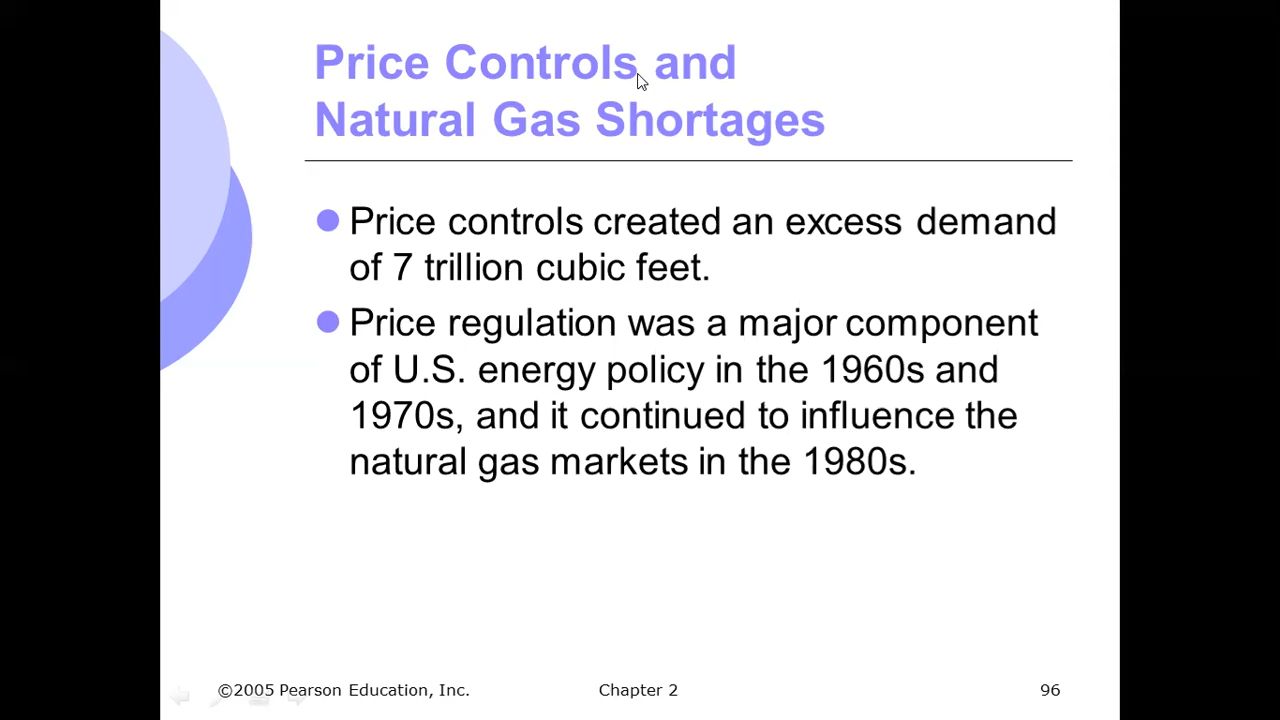 Price Controls and
Natural Gas Shortages
Price controls created an excess demand
of 7 trillion cubic feet.
Price regulation was a major component
of U.S. energy policy in the 1960s and
1970s, and it continued to influence the
natural gas markets in the 1980s.
©2005 Pearson Education, Inc.
Chapter 2
96